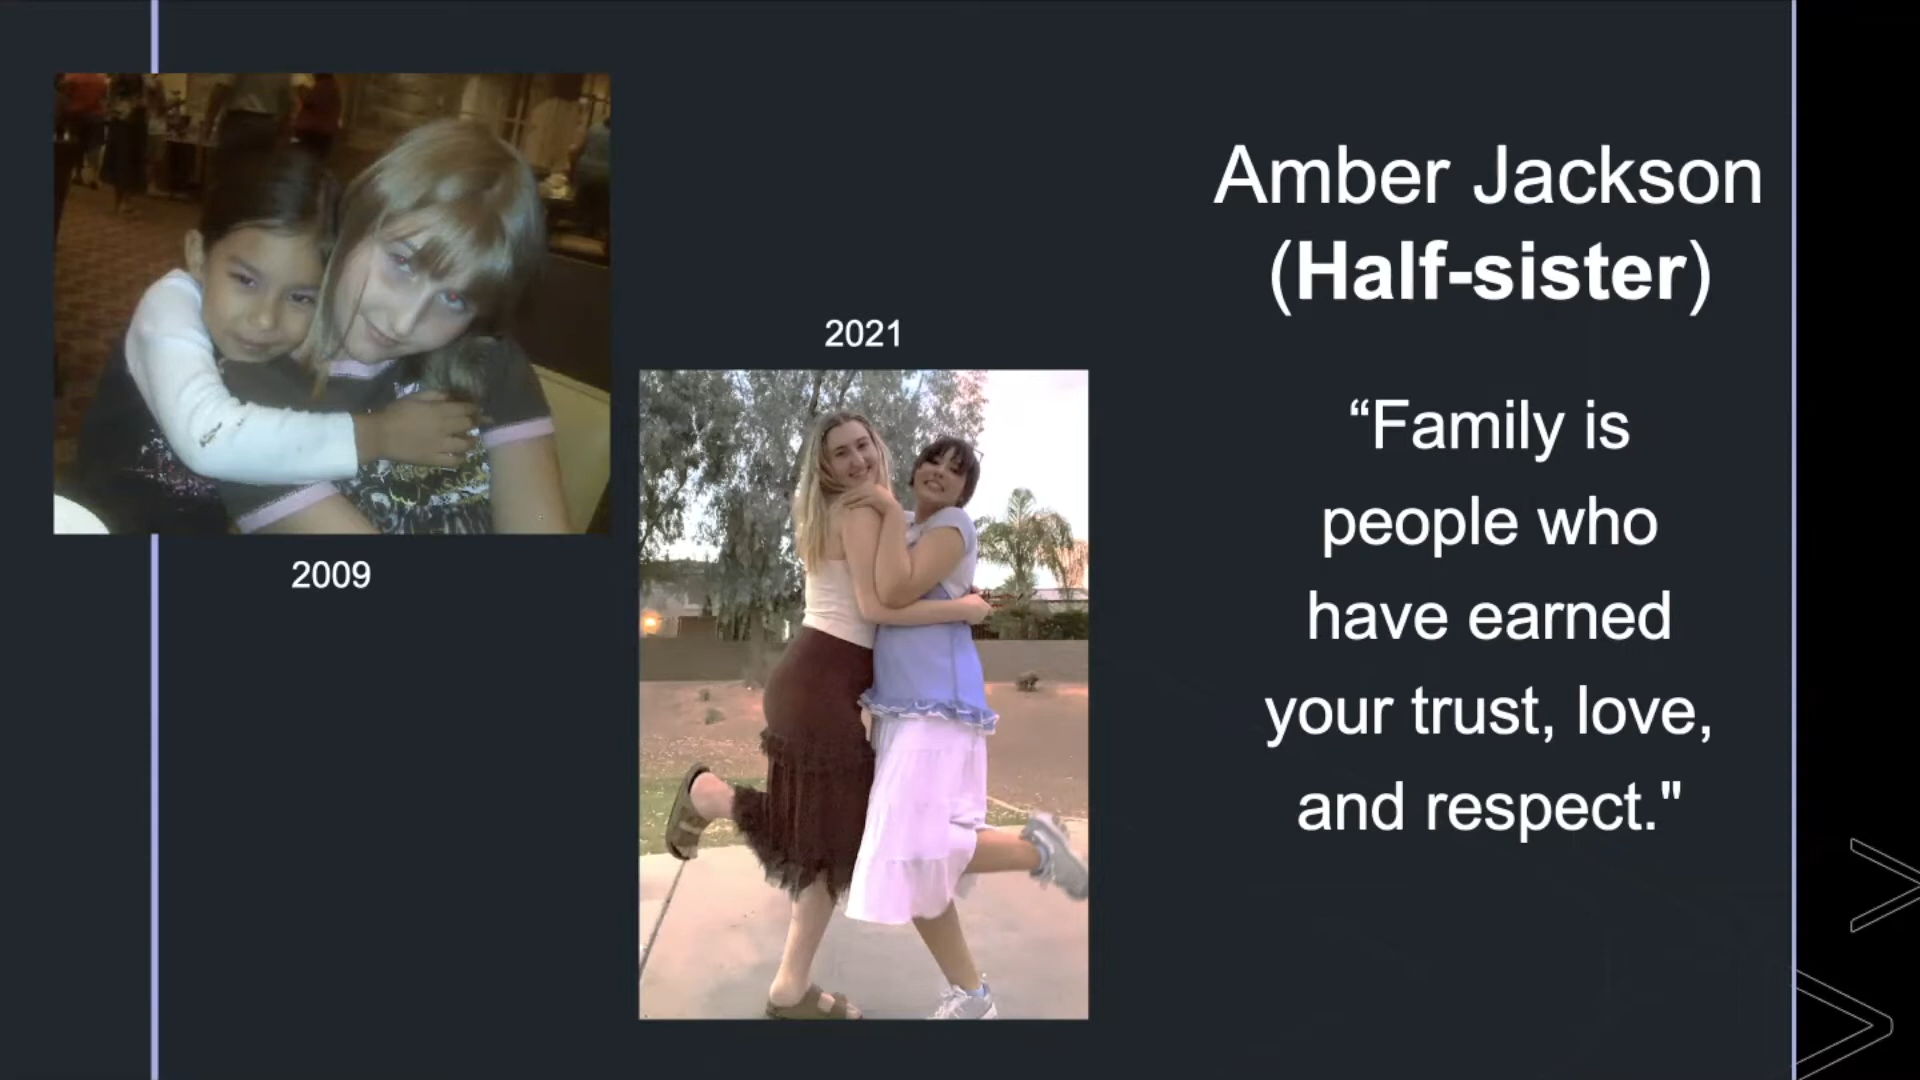 Amber Jackson
(Half-sister)
“Family is
people who
have earned
your trust, love,
and respect."
2021
2009